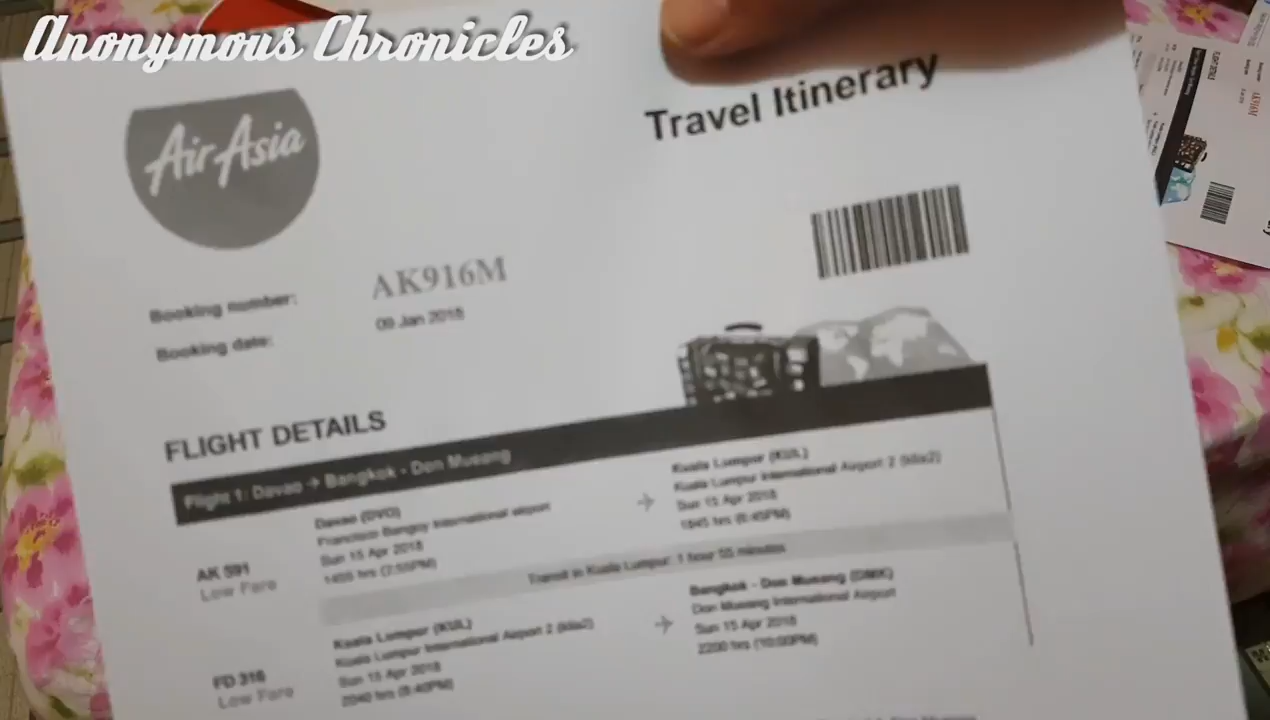 Anonymous Chronicles
AirAsia
Travel Itinerary
Booking number: AK916M
Booking date: 09 Jan 2018
FLIGHT DETAILS
Flight 1: Davao → Bangkok - Don Mueang
AK 591
Low Fare
Davao (DVO)
Francisco Bangoy International airport
Sun 15 Apr 2018
1455 hrs (2:55PM)
Kuala Lumpur (KUL)
Kuala Lumpur International Airport 2 (klia2)
Sun 15 Apr 2018
1845 hrs (6:45PM)
Transit in Kuala Lumpur: 1 hour 55 minutes
FD 316
Low Fare
Kuala Lumpur (KUL)
Kuala Lumpur International Airport 2 (klia2)
Sun 15 Apr 2018
2040 hrs (8:40PM)
Bangkok - Don Mueang (DMK)
Don Mueang International Airport
Sun 15 Apr 2018
2200 hrs (10:00PM)
AK916M